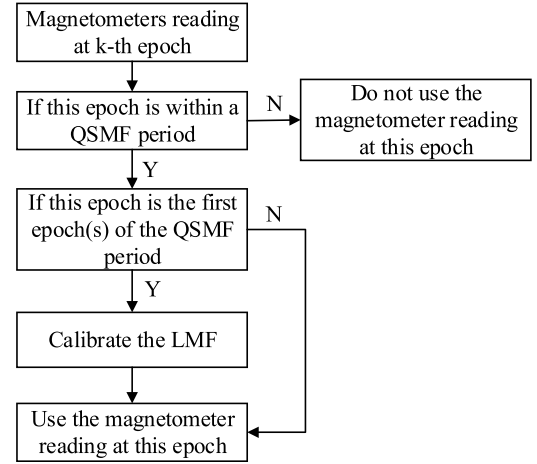 Magnetometers reading
at k-th epoch
If this epoch is within a
QSMF period
N
Do not use the
magnetometer reading
at this epoch
Y
If this epoch is the first
epoch(s) of the QSMF
period
N
Y
Calibrate the LMF
Use the magnetometer
reading at this epoch